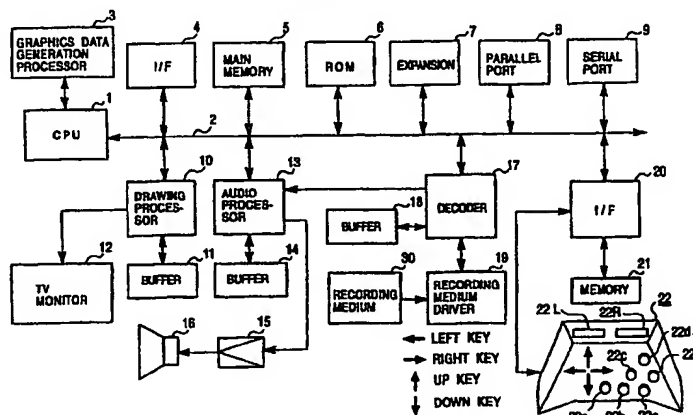 3
GRAPHICS DATA
GENERATION
PROCESSOR
4
I/F
5
MAIN
MEMORY
6
ROM
7
EXPANSION
8
PARALLEL
PORT
9
SERIAL
PORT
1
CPU
2
10
DRAWING
PROCES-
SOR
13
AUDIO
PROCES-
SOR
17
DECODER
20
I/F
18
BUFFER
12
TV
MONITOR
11
BUFFER
14
BUFFER
30
RECORDING
MEDIUM
19
RECORDING
MEDIUM
DRIVER
21
MEMORY
16
15
LEFT KEY
RIGHT KEY
UP KEY
DOWN KEY
22L
22R
22
22d
22c